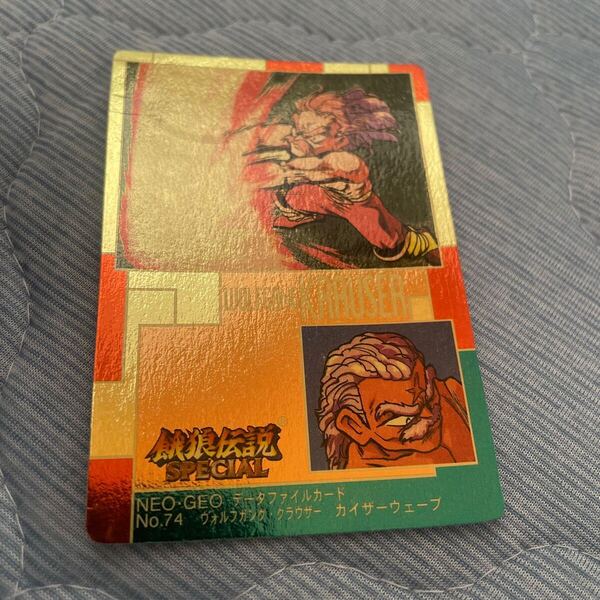 WOLFGANG KRAUSER
餓狼伝説®
SPECIAL
NEO・GEO データファイルカード
No.74 ヴォルフガング・クラウザー カイザーウェーブ